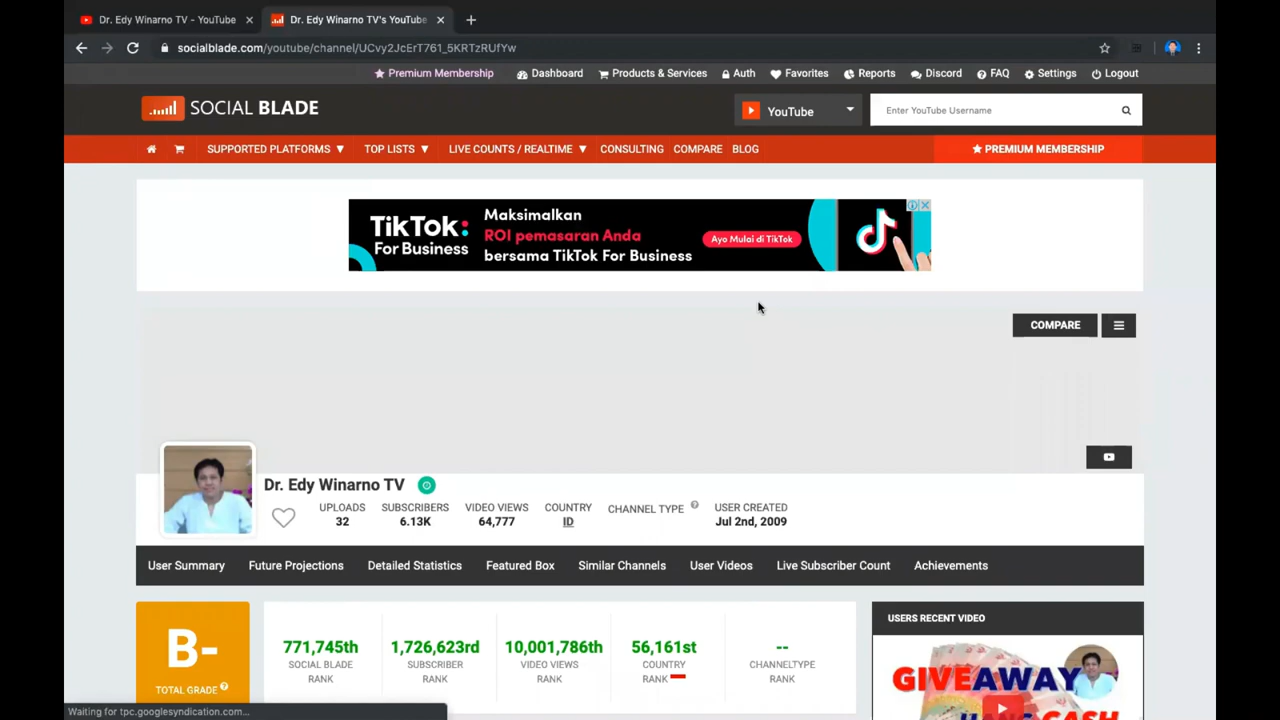 Dr. Edy Winarno TV - YouTube
Dr. Edy Winarno TV's YouTube
socialblade.com/youtube/channel/UCvy2JcErT761_5KRTzRUfYw
Premium Membership
Dashboard
Products & Services
Auth
Favorites
Reports
Discord
FAQ
Settings
Logout
SOCIAL BLADE
YouTube
Enter YouTube Username
SUPPORTED PLATFORMS
TOP LISTS
LIVE COUNTS / REALTIME
CONSULTING
COMPARE
BLOG
PREMIUM MEMBERSHIP
TikTok:
For Business
Maksimalkan
ROI pemasaran Anda
bersama TikTok For Business
Ayo Mulai di TikTok
COMPARE
Dr. Edy Winarno TV
UPLOADS
32
SUBSCRIBERS
6.13K
VIDEO VIEWS
64,777
COUNTRY
ID
CHANNEL TYPE
USER CREATED
Jul 2nd, 2009
User Summary
Future Projections
Detailed Statistics
Featured Box
Similar Channels
User Videos
Live Subscriber Count
Achievements
B-
TOTAL GRADE
771,745th
SOCIAL BLADE
RANK
1,726,623rd
SUBSCRIBER
RANK
10,001,786th
VIDEO VIEWS
RANK
56,161st
COUNTRY
RANK
--
CHANNELTYPE
RANK
USERS RECENT VIDEO
GIVEAWAY
UANG CASH
Waiting for tpc.googlesyndication.com...